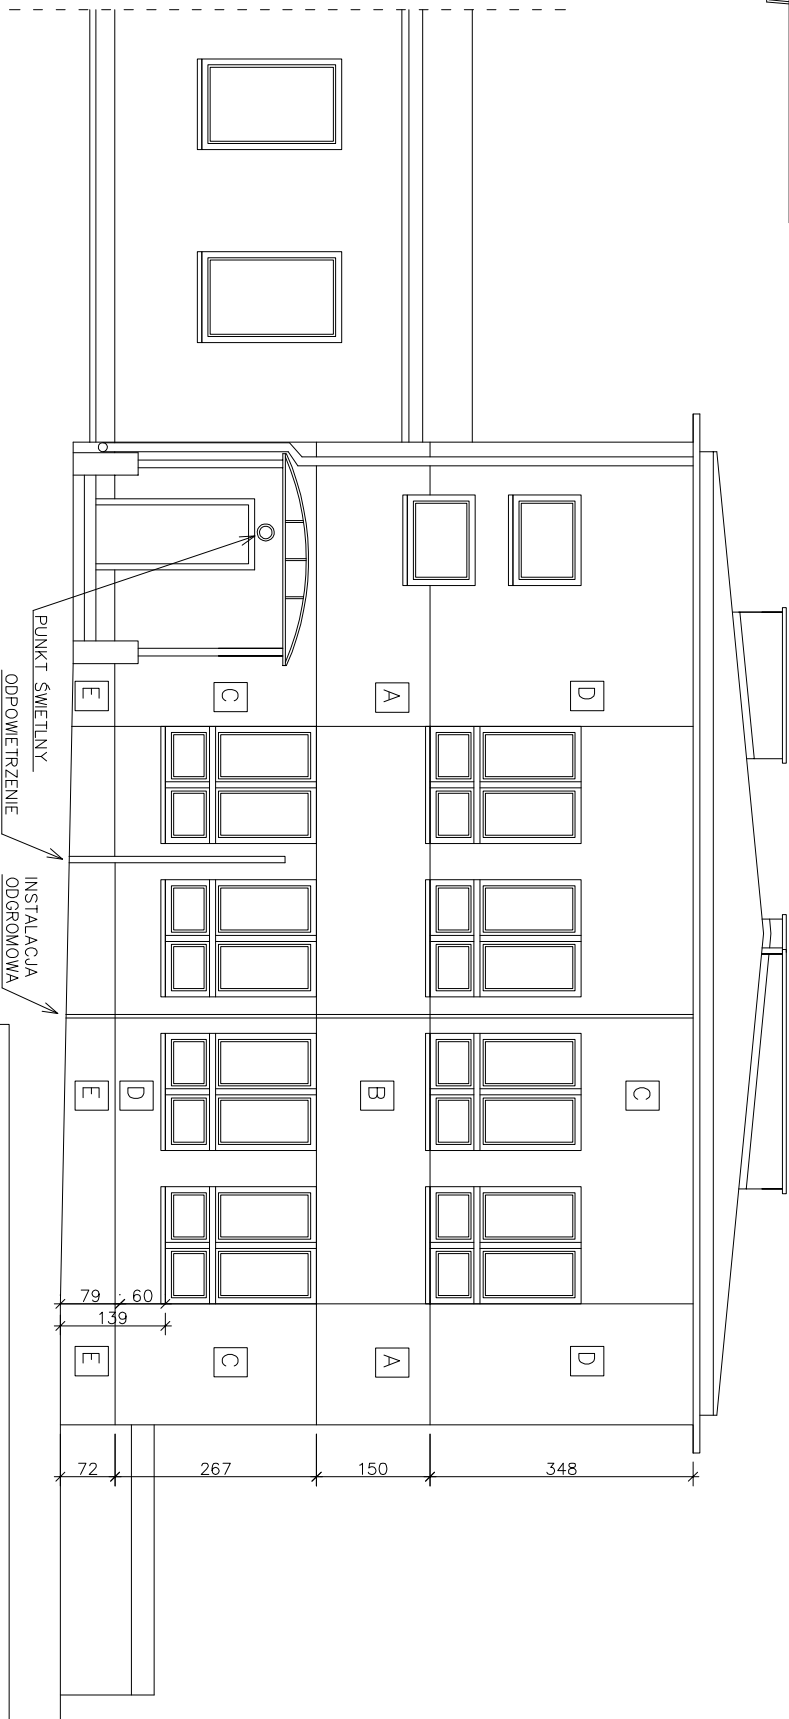 PUNKT ŚWIETLNY
ODPOWIETRZENIE
INSTALACJA
ODGROMOWA
E
C
A
D
E
D
B
C
E
C
A
D
79
60
139
72
267
150
348